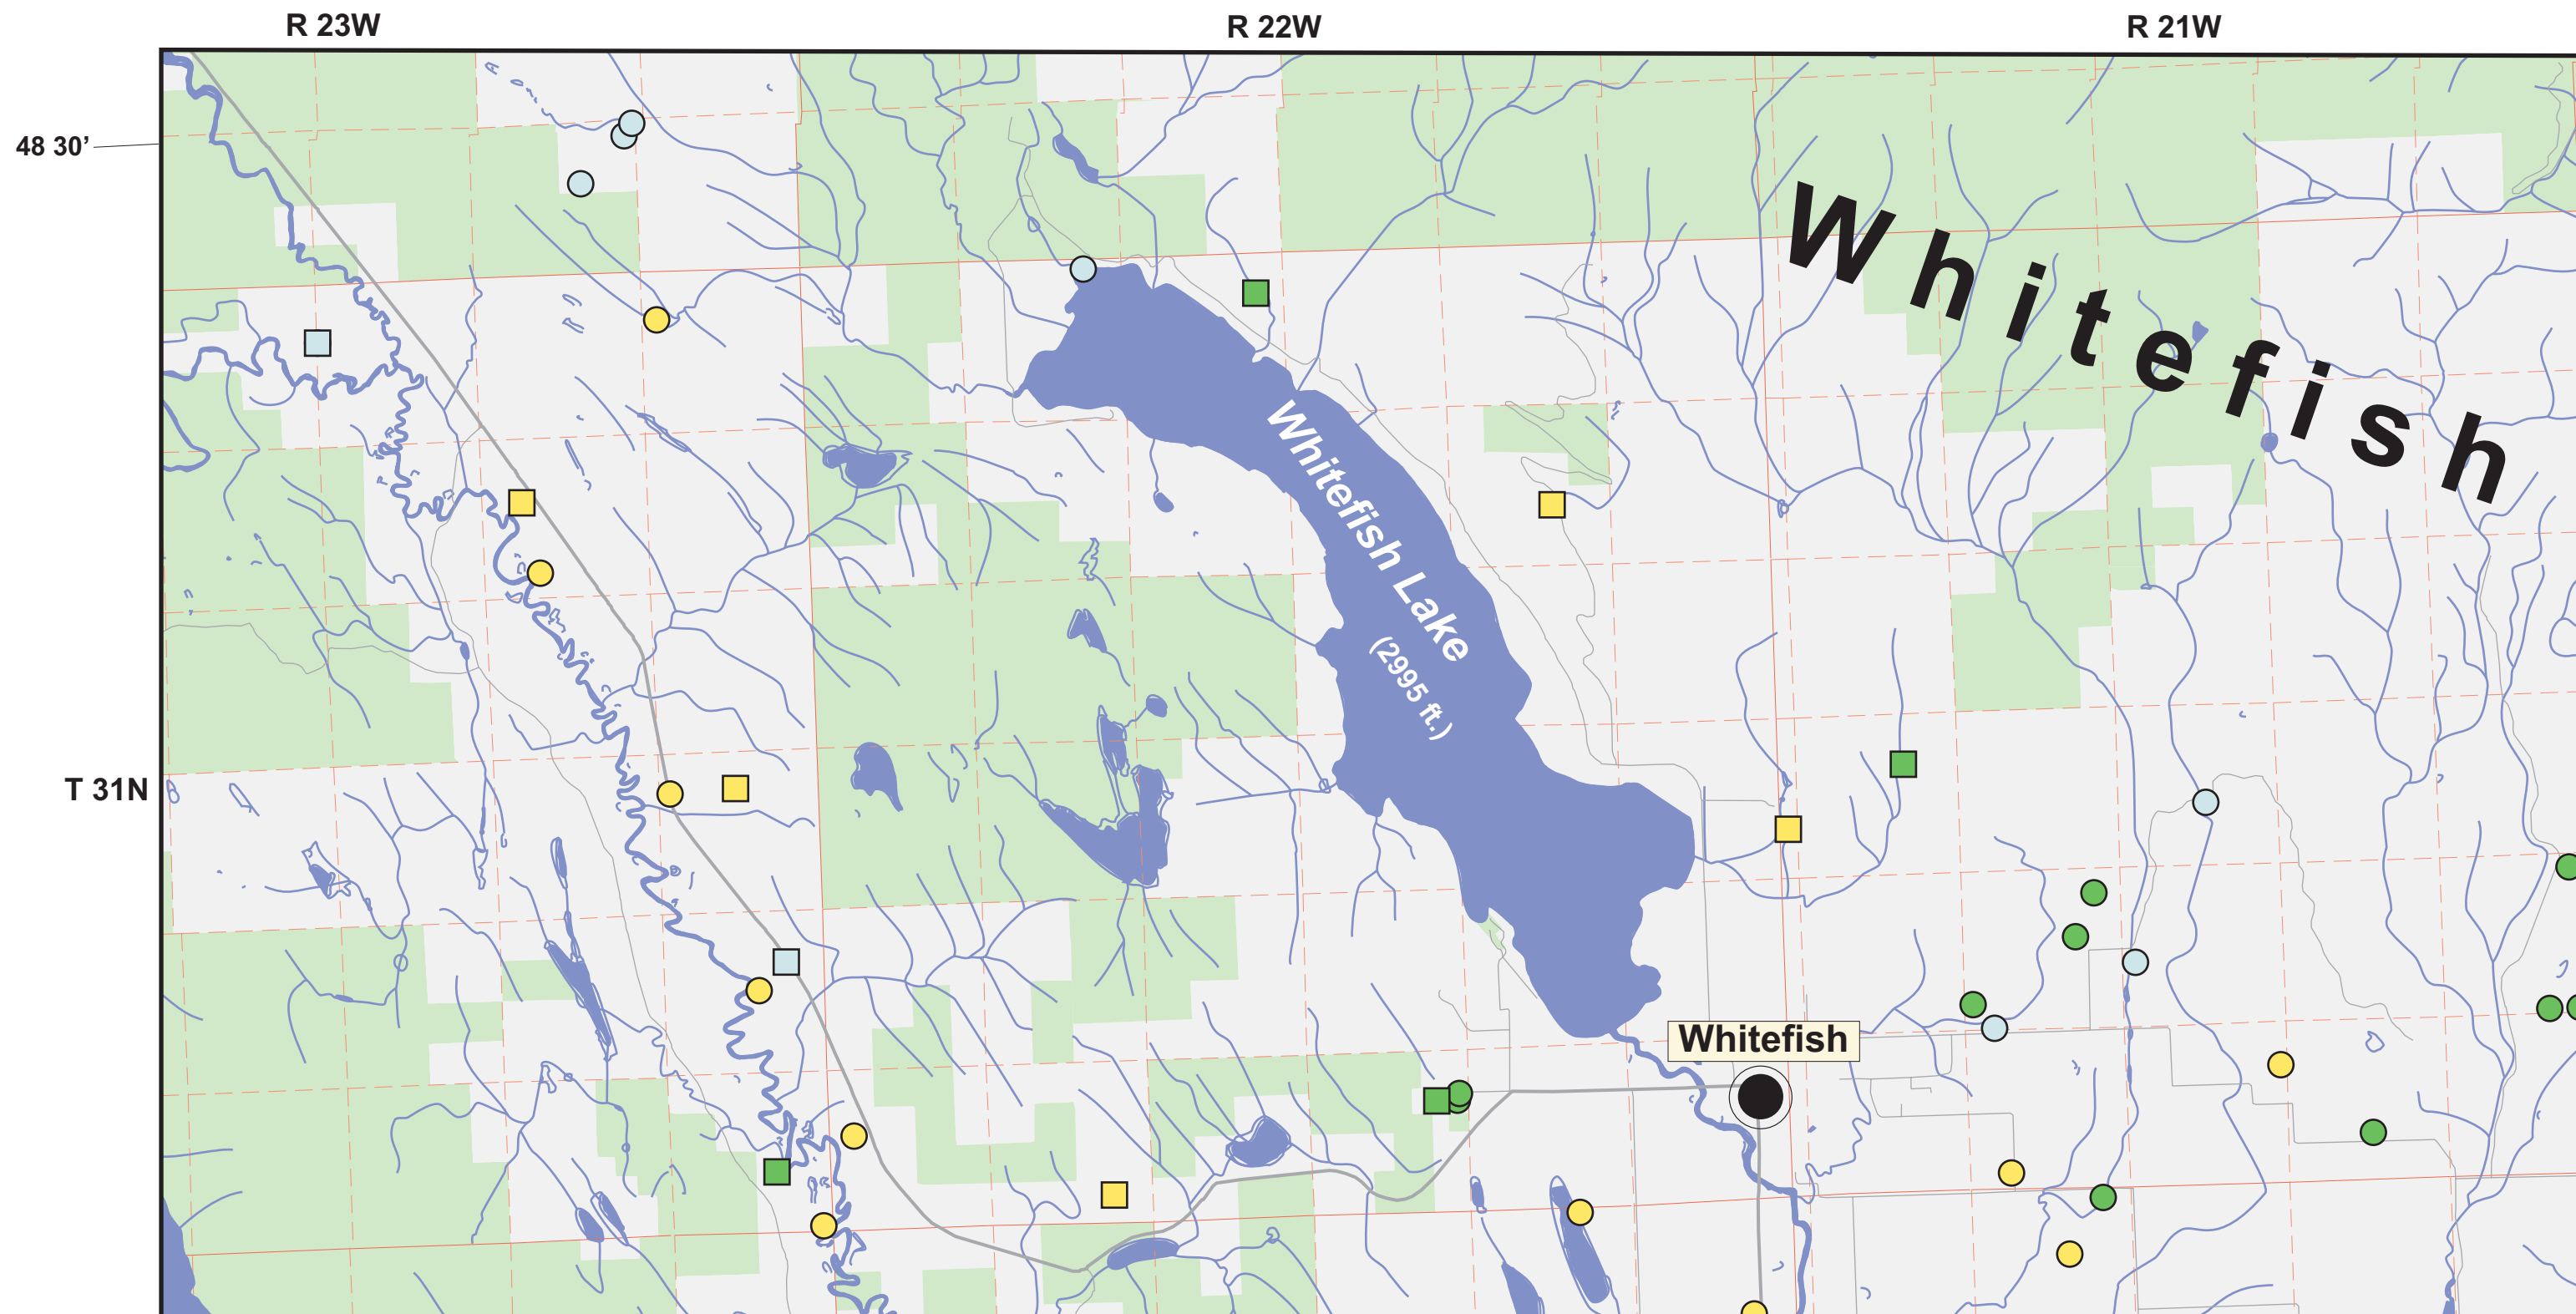 R 23W
R 22W
R 21W
48 30’
Whitefish
Whitefish Lake
(2995 ft.)
T 31N
Whitefish